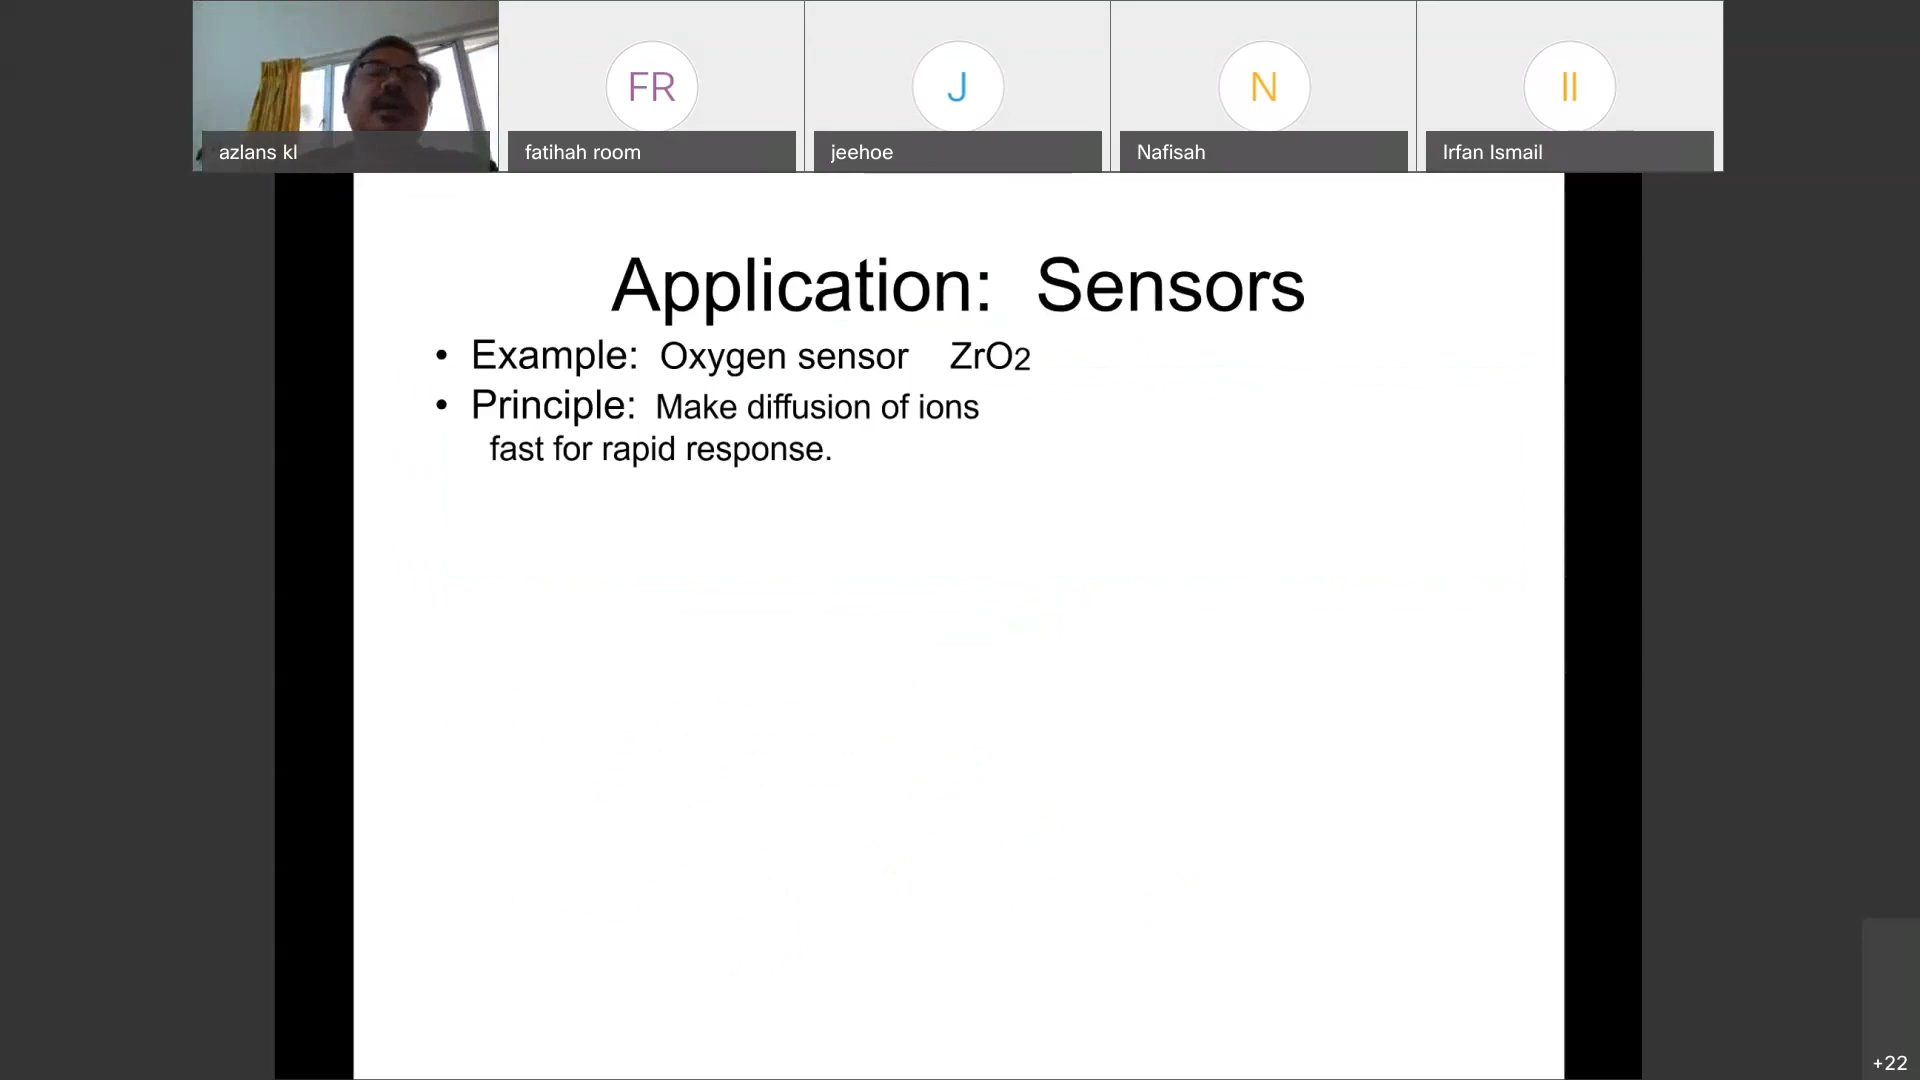 FR
J
N
II
azlans kl
fatihah room
jeehoe
Nafisah
Irfan Ismail
Application: Sensors
• Example: Oxygen sensor ZrO2
• Principle: Make diffusion of ions
fast for rapid response.
+22